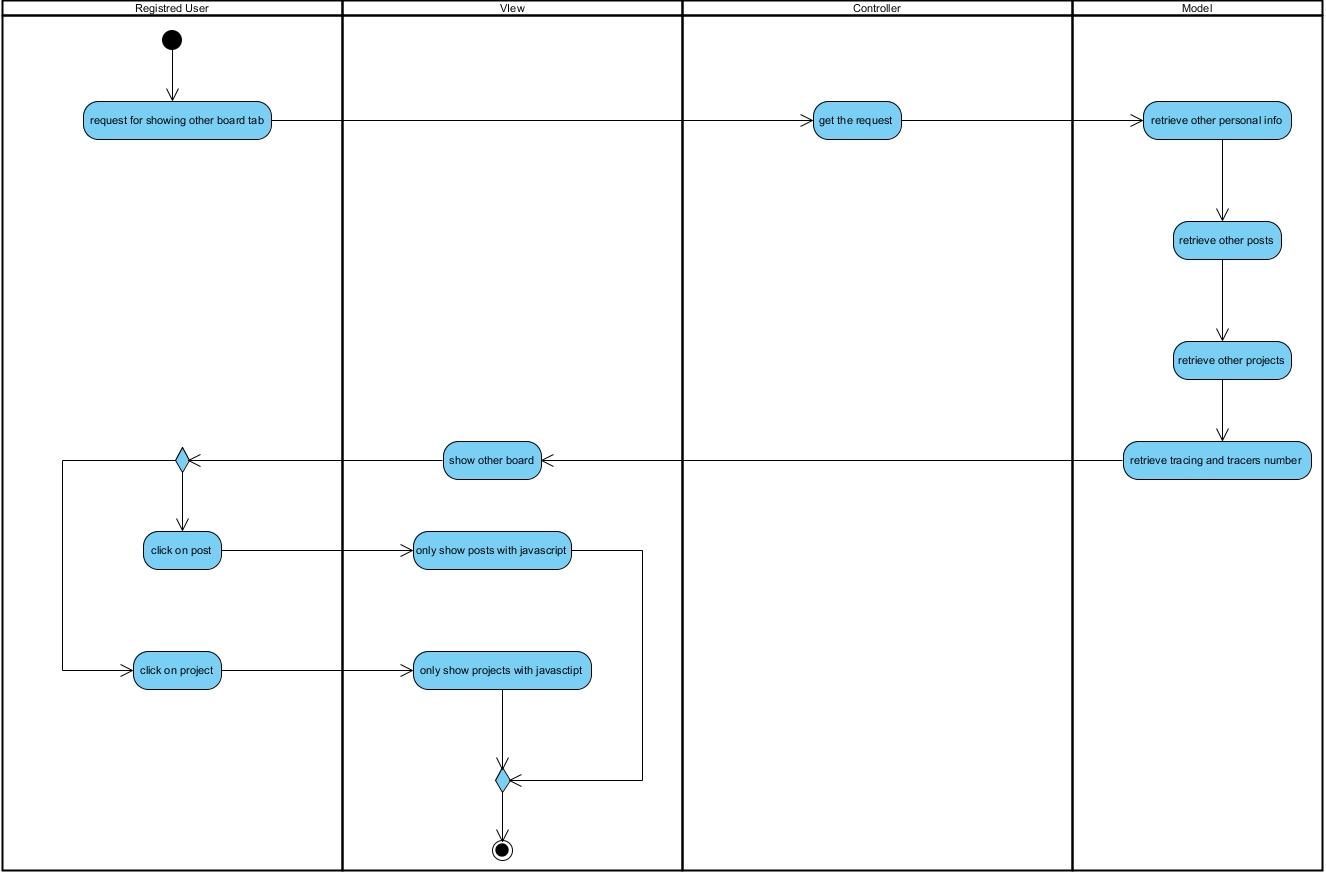 Registred User
VIew
Controller
Model
request for showing other board tab
get the request
retrieve other personal info
retrieve other posts
retrieve other projects
show other board
retrieve tracing and tracers number
click on post
only show posts with javascript
click on project
only show projects with javasctipt